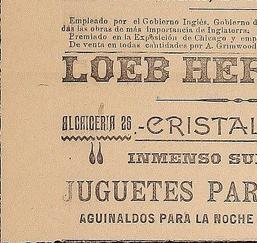 Empleado por el Gobierno Inglés. Gobierno d
das las obras de más importancia de Inglaterra.
Premiado en la Exposición de Chicago y emp
De venta en todas cantidades por A. Grimwood
LOEB HER
ALCAICERIA 26 -CRISTAL
INMENSO SU
JUGUETES PAR
AGUINALDOS PARA LA NOCHE